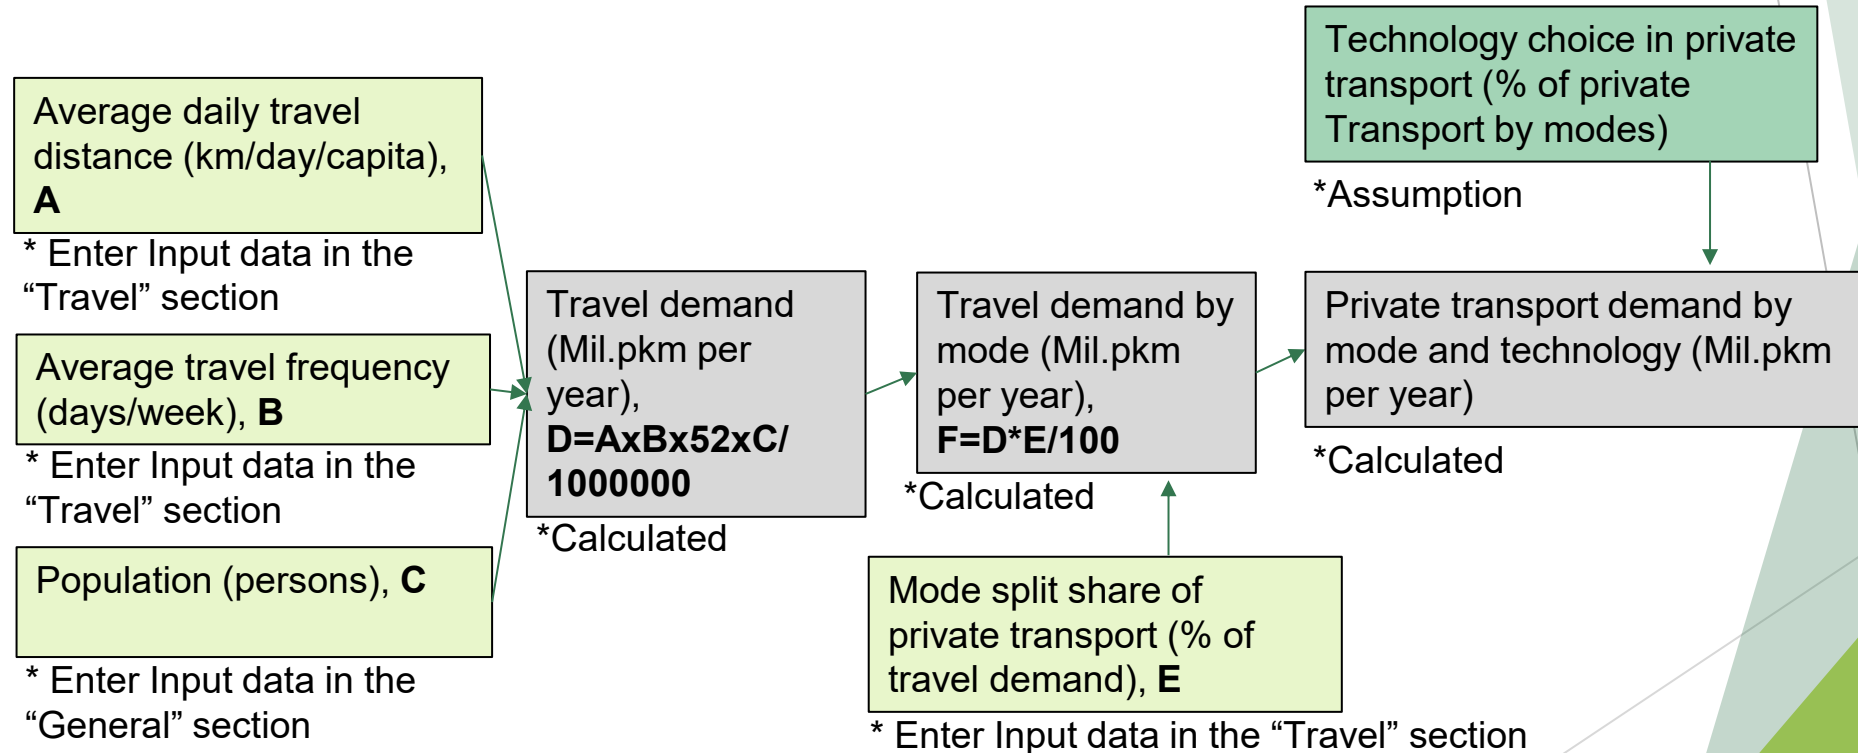 Average daily travel
distance (km/day/capita),
A
* Enter Input data in the
“Travel” section
Average travel frequency
(days/week), B
* Enter Input data in the
“Travel” section
Population (persons), C
* Enter Input data in the
“General” section
Travel demand
(Mil.pkm per
year),
D=AxBx52xC/
1000000
*Calculated
Travel demand by
mode (Mil.pkm
per year),
F=D*E/100
*Calculated
Mode split share of
private transport (% of
travel demand), E
* Enter Input data in the “Travel” section
Technology choice in private
transport (% of private
Transport by modes)
*Assumption
Private transport demand by
mode and technology (Mil.pkm
per year)
*Calculated